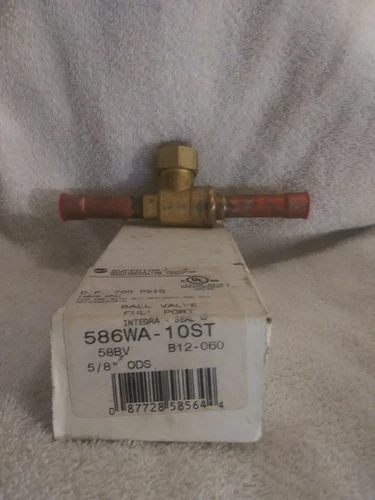 SUPERIOR
D.P. 700 PSIG
UL
BALL VALVE
FULL PORT
INTEGRA - SEAL
586WA-10ST
58BV B12-060
5/8" ODS
0 87728 58564 4